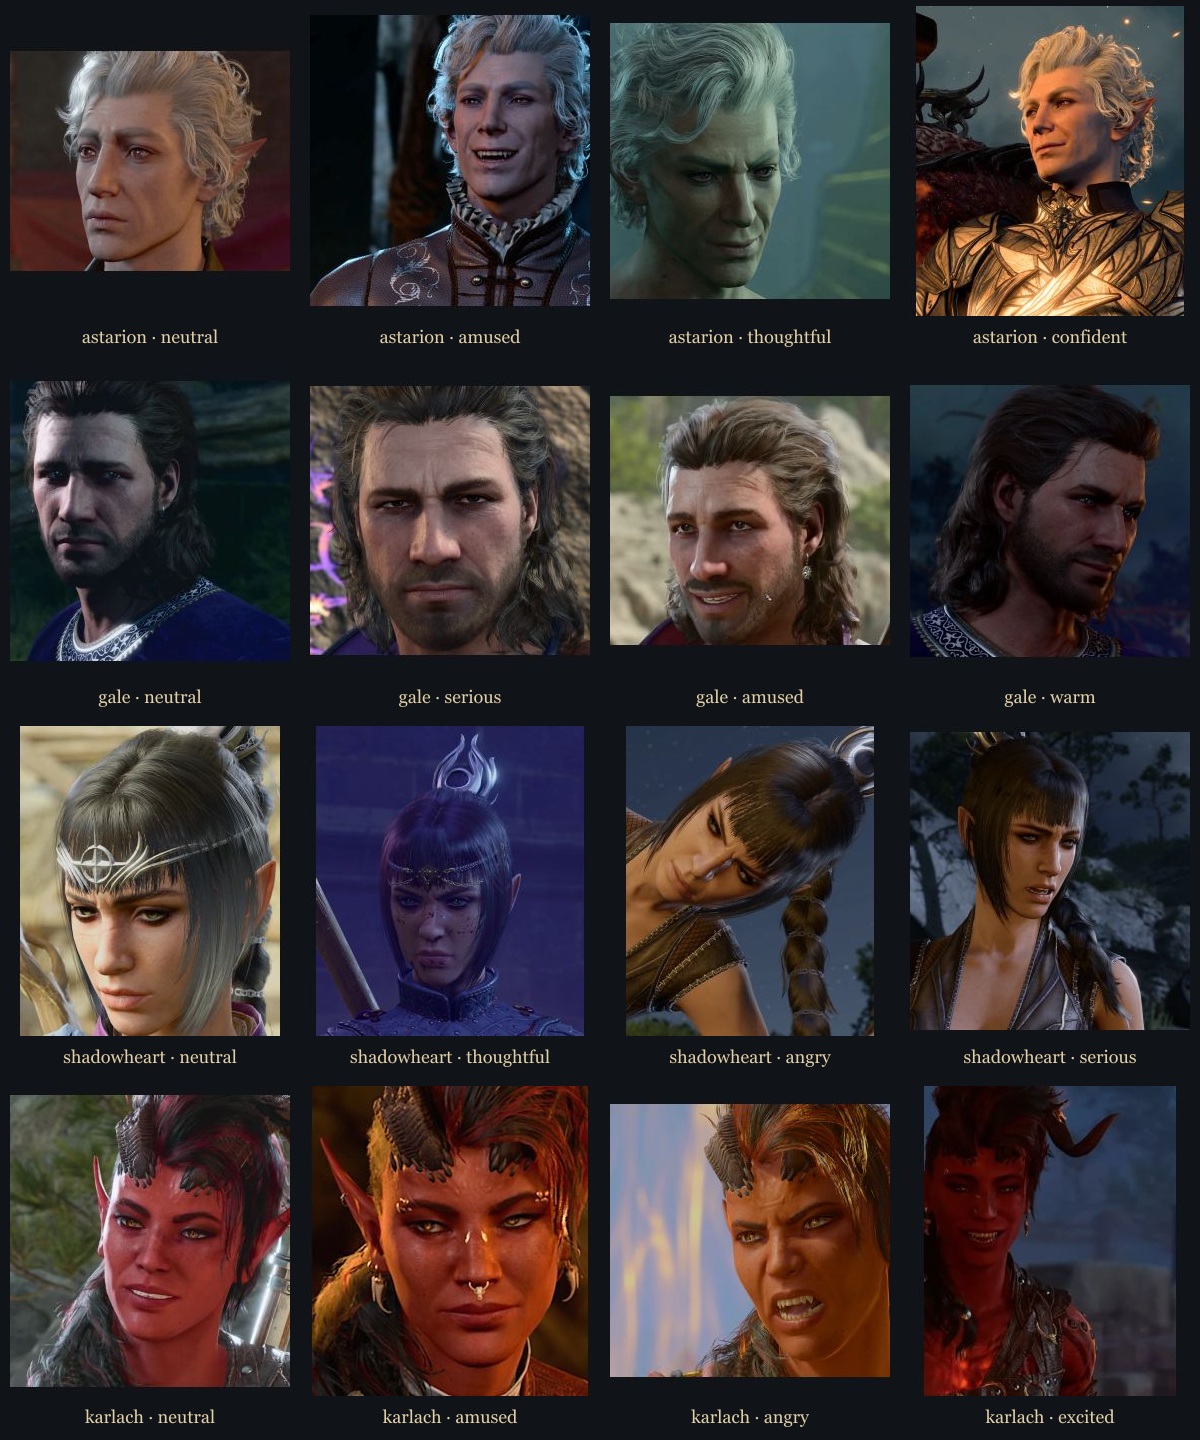 astarion · neutral
astarion · amused
astarion · thoughtful
astarion · confident
gale · neutral
gale · serious
gale · amused
gale · warm
shadowheart · neutral
shadowheart · thoughtful
shadowheart · angry
shadowheart · serious
karlach · neutral
karlach · amused
karlach · angry
karlach · excited